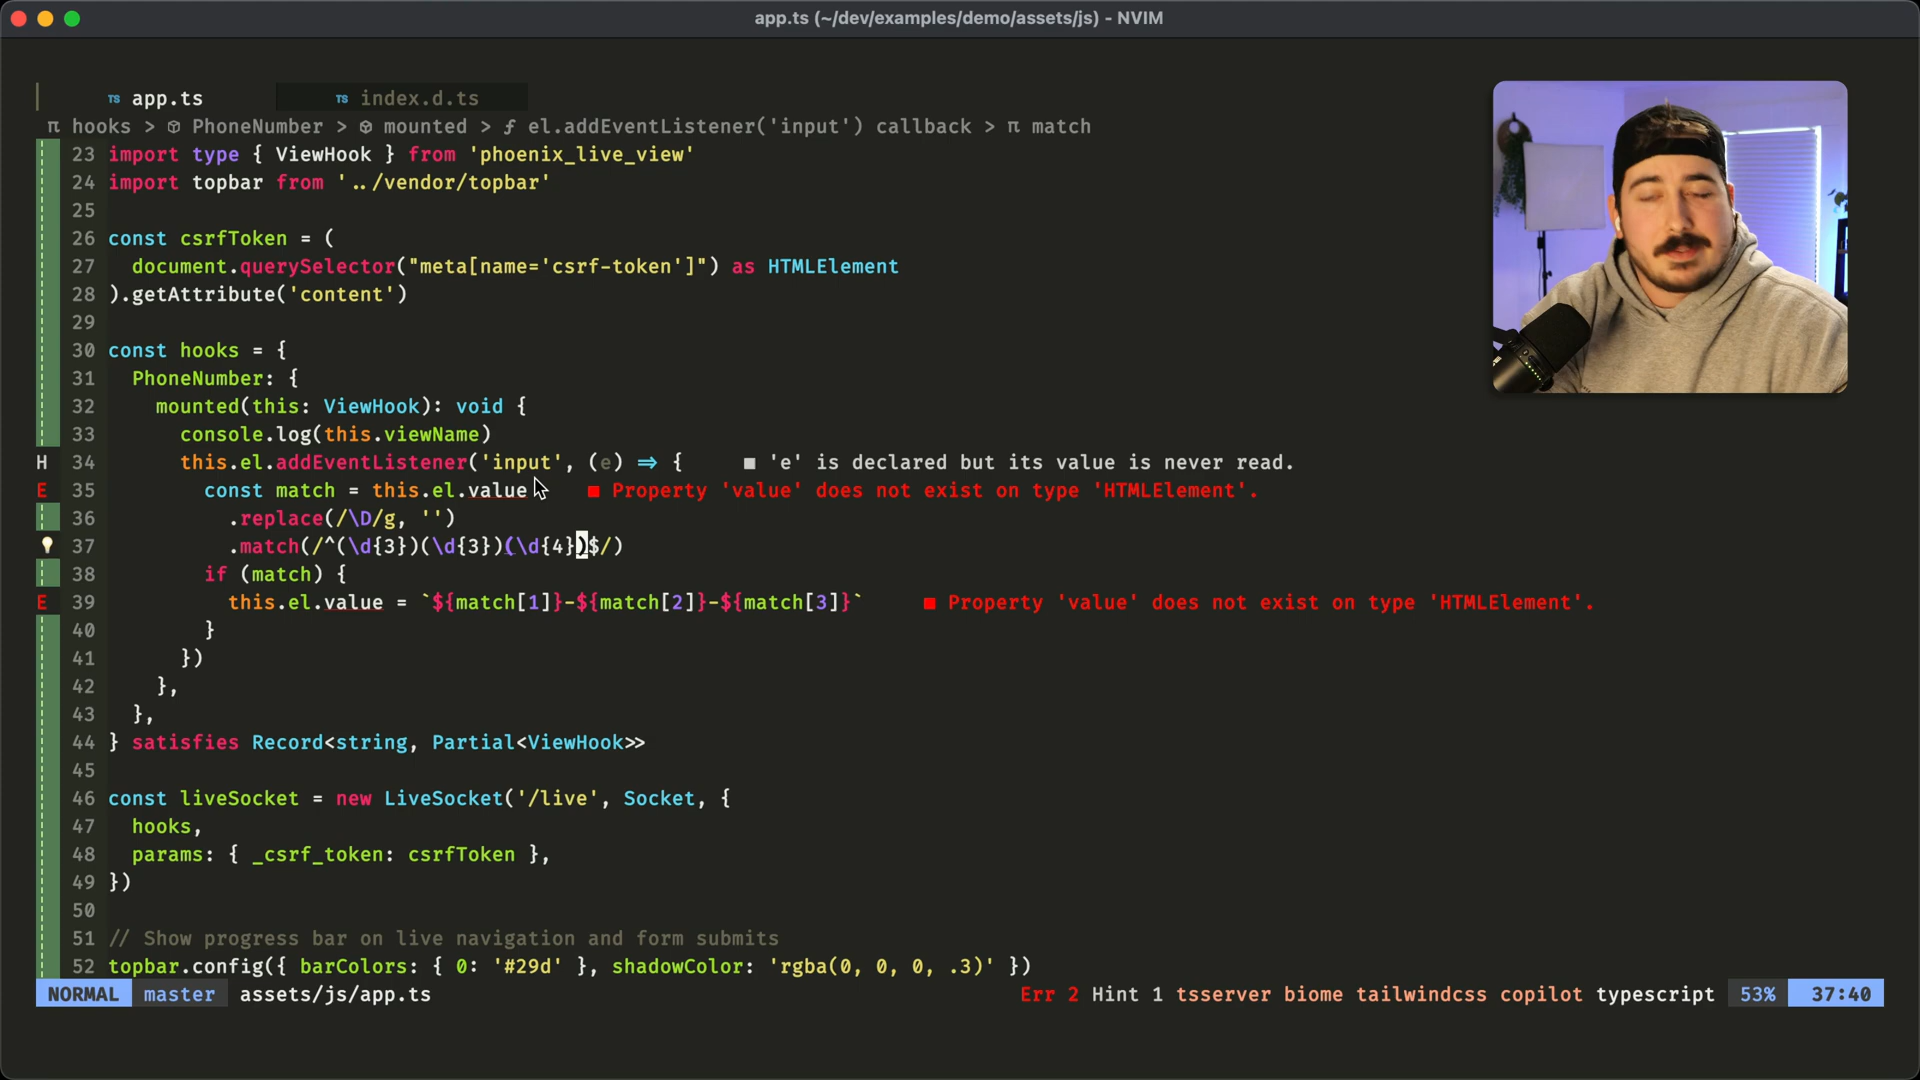 app.ts (~/dev/examples/demo/assets/js) - NVIM
TS app.ts TS index.d.ts
π hooks > PhoneNumber > mounted > ƒ el.addEventListener('input') callback > π match
23 import type { ViewHook } from 'phoenix_live_view'
24 import topbar from '../vendor/topbar'
25
26 const csrfToken = (
27 document.querySelector("meta[name='csrf-token']") as HTMLElement
28 ).getAttribute('content')
29
30 const hooks = {
31 PhoneNumber: {
32 mounted(this: ViewHook): void {
33 console.log(this.viewName)
H 34 this.el.addEventListener('input', (e) => { ■ 'e' is declared but its value is never read.
E 35 const match = this.el.value ■ Property 'value' does not exist on type 'HTMLElement'.
36 .replace(/\D/g, '')
37 .match(/^(\d{3})(\d{3})(\d{4})$/)
38 if (match) {
E 39 this.el.value = `${match[1]}-${match[2]}-${match[3]}` ■ Property 'value' does not exist on type 'HTMLElement'.
40 }
41 })
42 },
43 },
44 } satisfies Record<string, Partial<ViewHook>>
45
46 const liveSocket = new LiveSocket('/live', Socket, {
47 hooks,
48 params: { _csrf_token: csrfToken },
49 })
50
51 // Show progress bar on live navigation and form submits
52 topbar.config({ barColors: { 0: '#29d' }, shadowColor: 'rgba(0, 0, 0, .3)' })
NORMAL master assets/js/app.ts Err 2 Hint 1 tsserver biome tailwindcss copilot typescript 53% 37:40